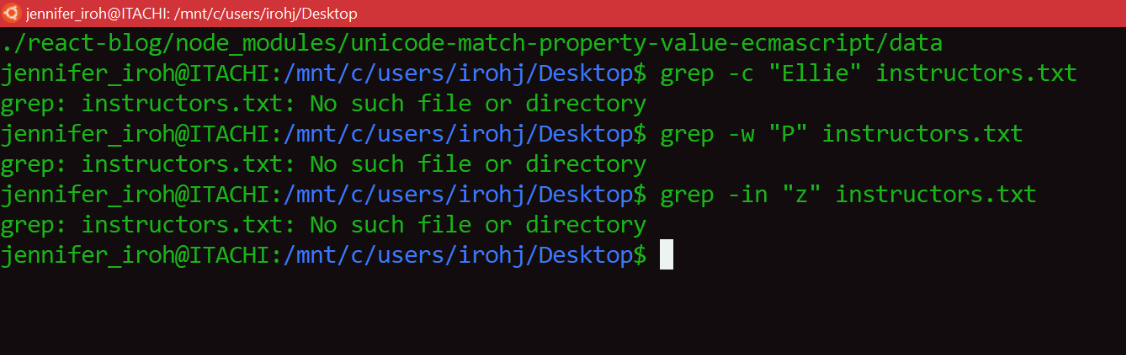 jennifer_iroh@ITACHI: /mnt/c/users/irohj/Desktop
./react-blog/node_modules/unicode-match-property-value-ecmascript/data
jennifer_iroh@ITACHI:/mnt/c/users/irohj/Desktop$ grep -c "Ellie" instructors.txt
grep: instructors.txt: No such file or directory
jennifer_iroh@ITACHI:/mnt/c/users/irohj/Desktop$ grep -w "P" instructors.txt
grep: instructors.txt: No such file or directory
jennifer_iroh@ITACHI:/mnt/c/users/irohj/Desktop$ grep -in "z" instructors.txt
grep: instructors.txt: No such file or directory
jennifer_iroh@ITACHI:/mnt/c/users/irohj/Desktop$